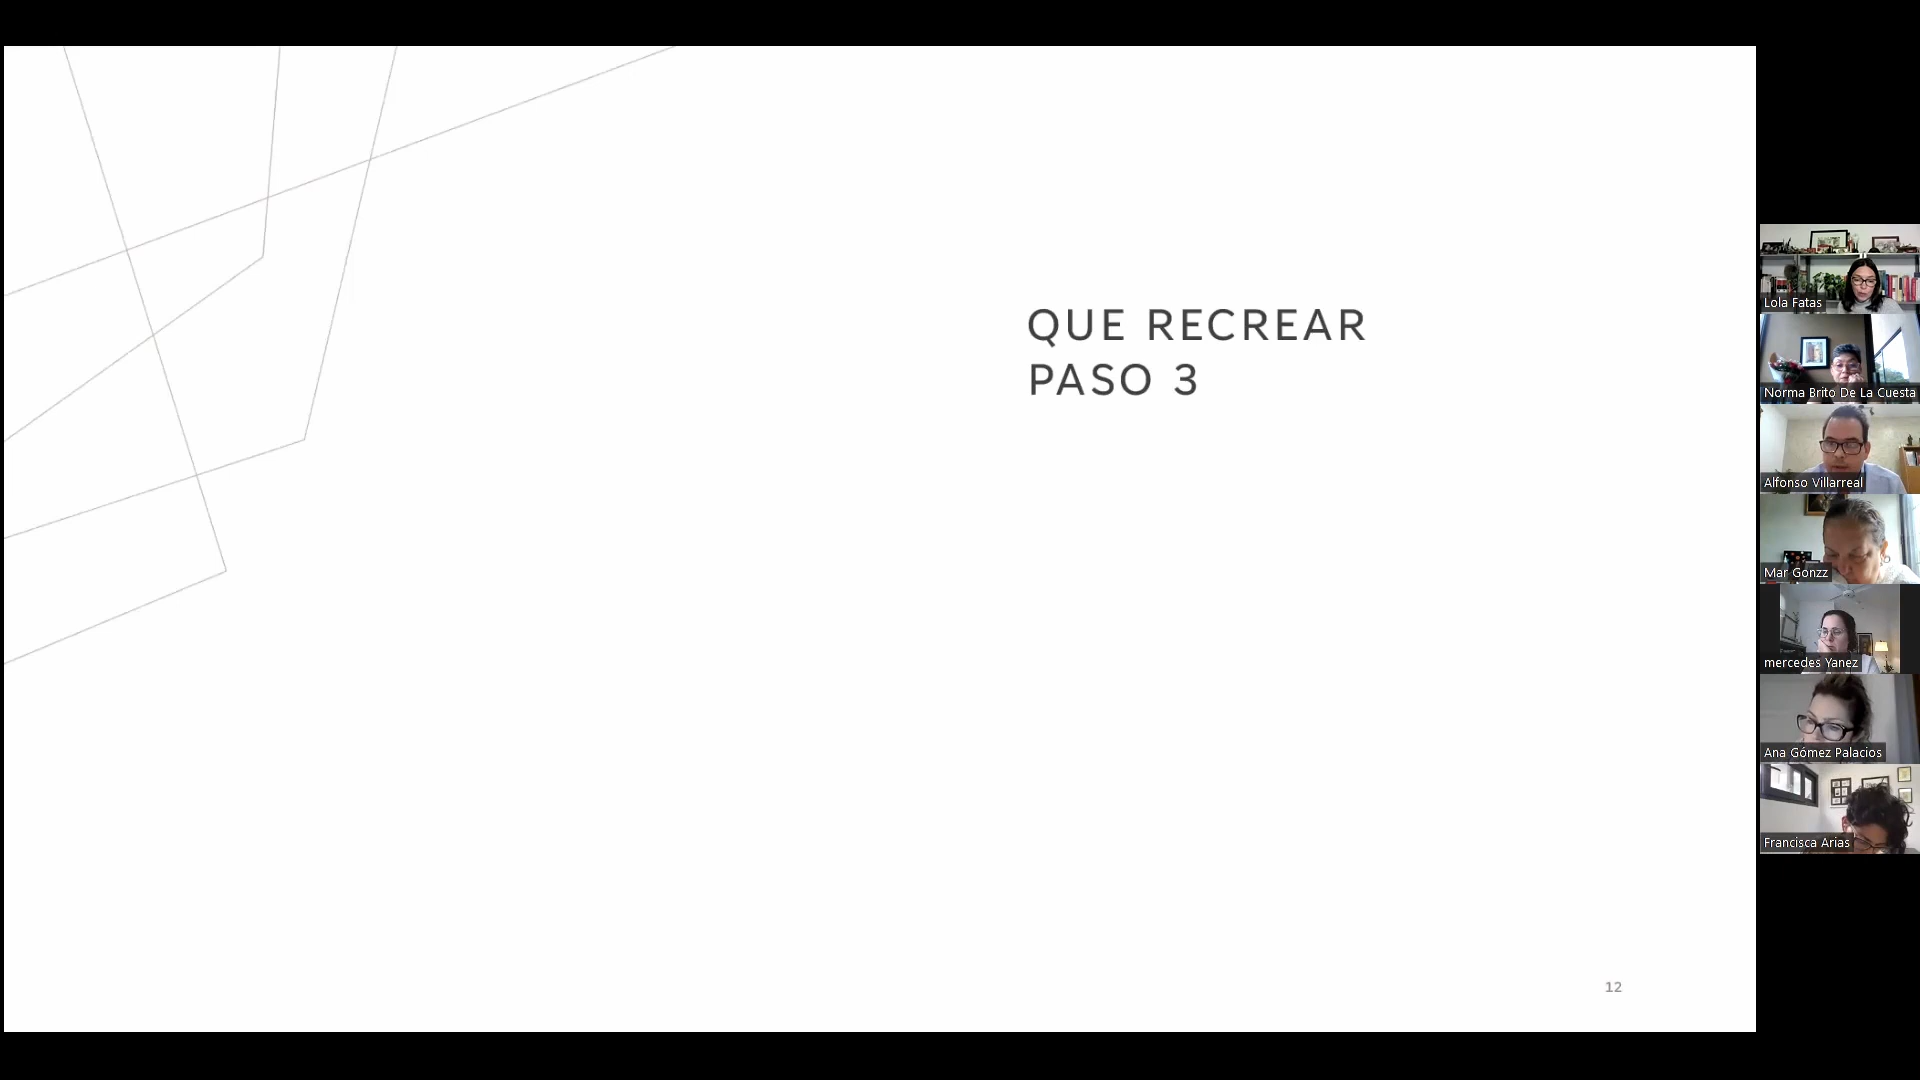 QUE RECREAR
PASO 3
12
Lola Fatas
Norma Brito De La Cuesta
Alfonso Villarreal
Mar Gonzz
mercedes Yanez
Ana Gómez Palacios
Francisca Arias